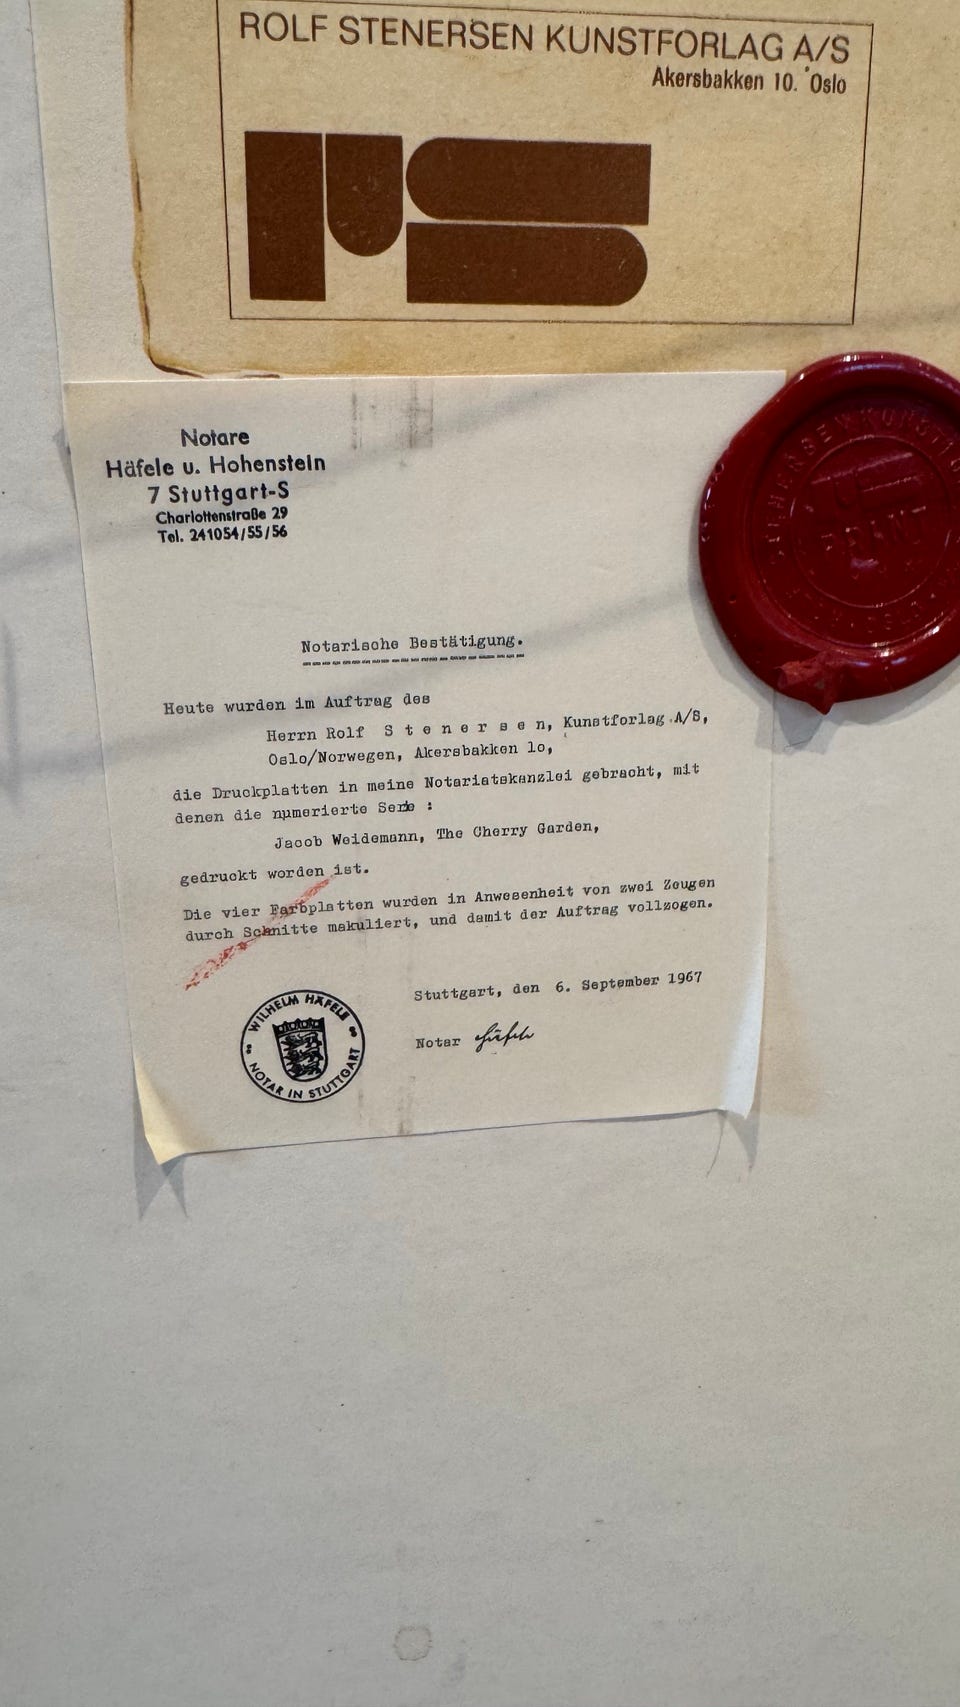 ROLF STENERSEN KUNSTFORLAG A/S
Akersbakken 10. Oslo
Notare
Häfele u. Hohenstein
7 Stuttgart-S
Charlottenstraße 29
Tel. 241054/55/56
Notarische Bestätigung.
Heute wurden im Auftrag des
Herrn Rolf S t e n e r s e n, Kunstforlag A/S,
Oslo/Norwegen, Akersbakken 1o,
die Druckplatten in meine Notariatskanzlei gebracht, mit
denen die numerierte Serie :
Jacob Weidemann, The Cherry Garden,
gedruckt worden ist.
Die vier Farbplatten wurden in Anwesenheit von zwei Zeugen
durch Schnitte makuliert, und damit der Auftrag vollzogen.
Stuttgart, den 6. September 1967
Notar Häfele
WILHELM HÄFELE
NOTAR IN STUTTGART